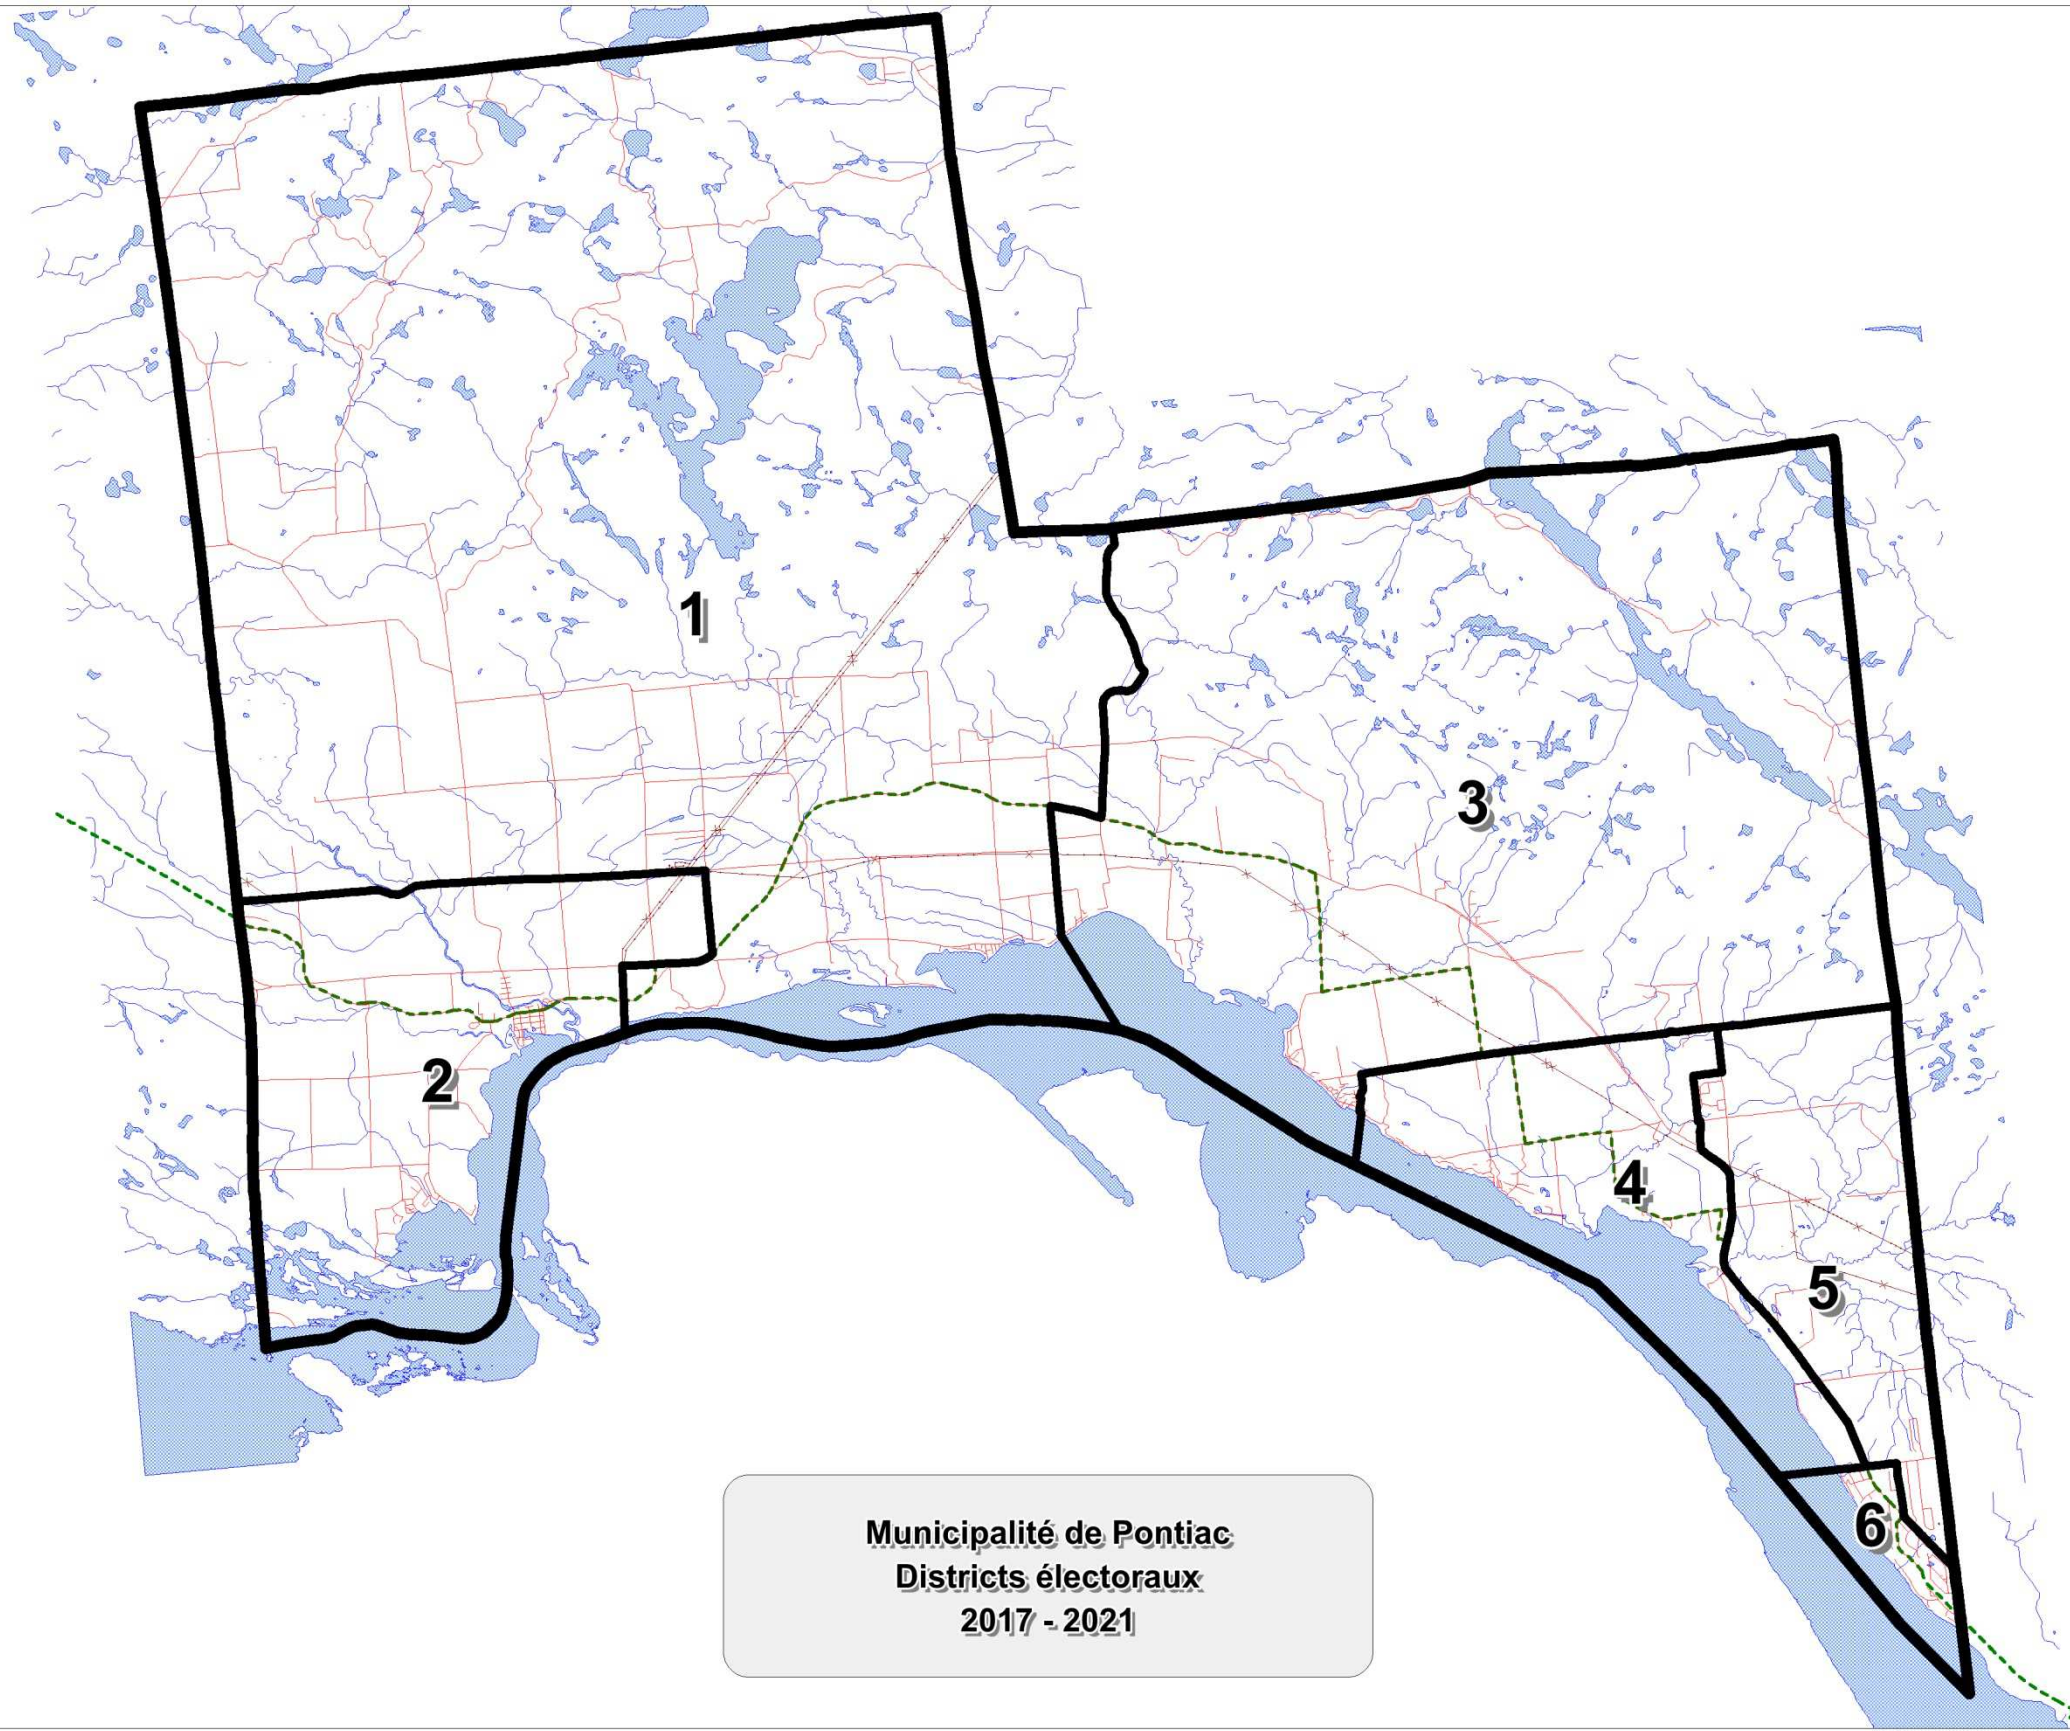 1
3
2
4
5
6
Municipalité de Pontiac
Districts électoraux
2017 - 2021